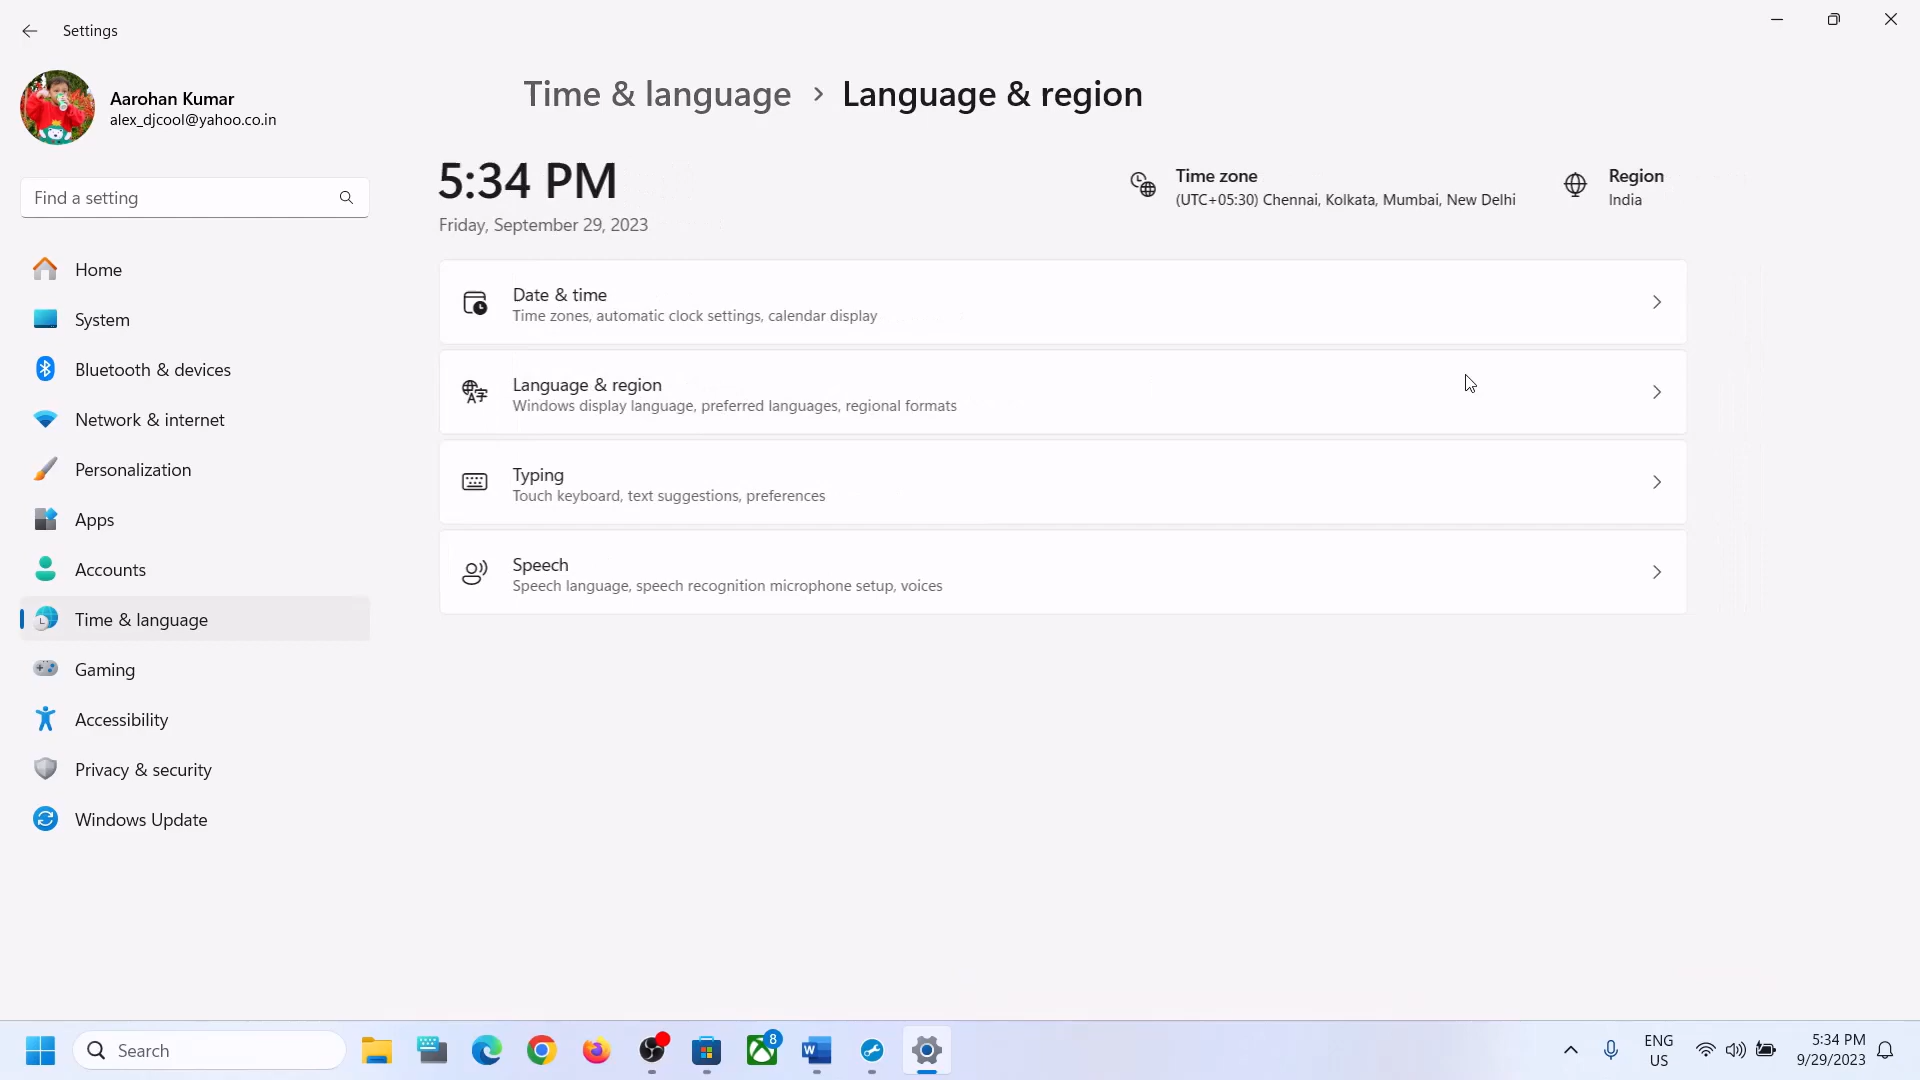 Settings
Aarohan Kumar
alex_djcool@yahoo.co.in
Find a setting
Home
System
Bluetooth & devices
Network & internet
Personalization
Apps
Accounts
Time & language
Gaming
Accessibility
Privacy & security
Windows Update
Time & language › Language & region
5:34 PM
Friday, September 29, 2023
Time zone
(UTC+05:30) Chennai, Kolkata, Mumbai, New Delhi
Region
India
Date & time
Time zones, automatic clock settings, calendar display
Language & region
Windows display language, preferred languages, regional formats
Typing
Touch keyboard, text suggestions, preferences
Speech
Speech language, speech recognition microphone setup, voices
Search
8
ENG
US
5:34 PM
9/29/2023